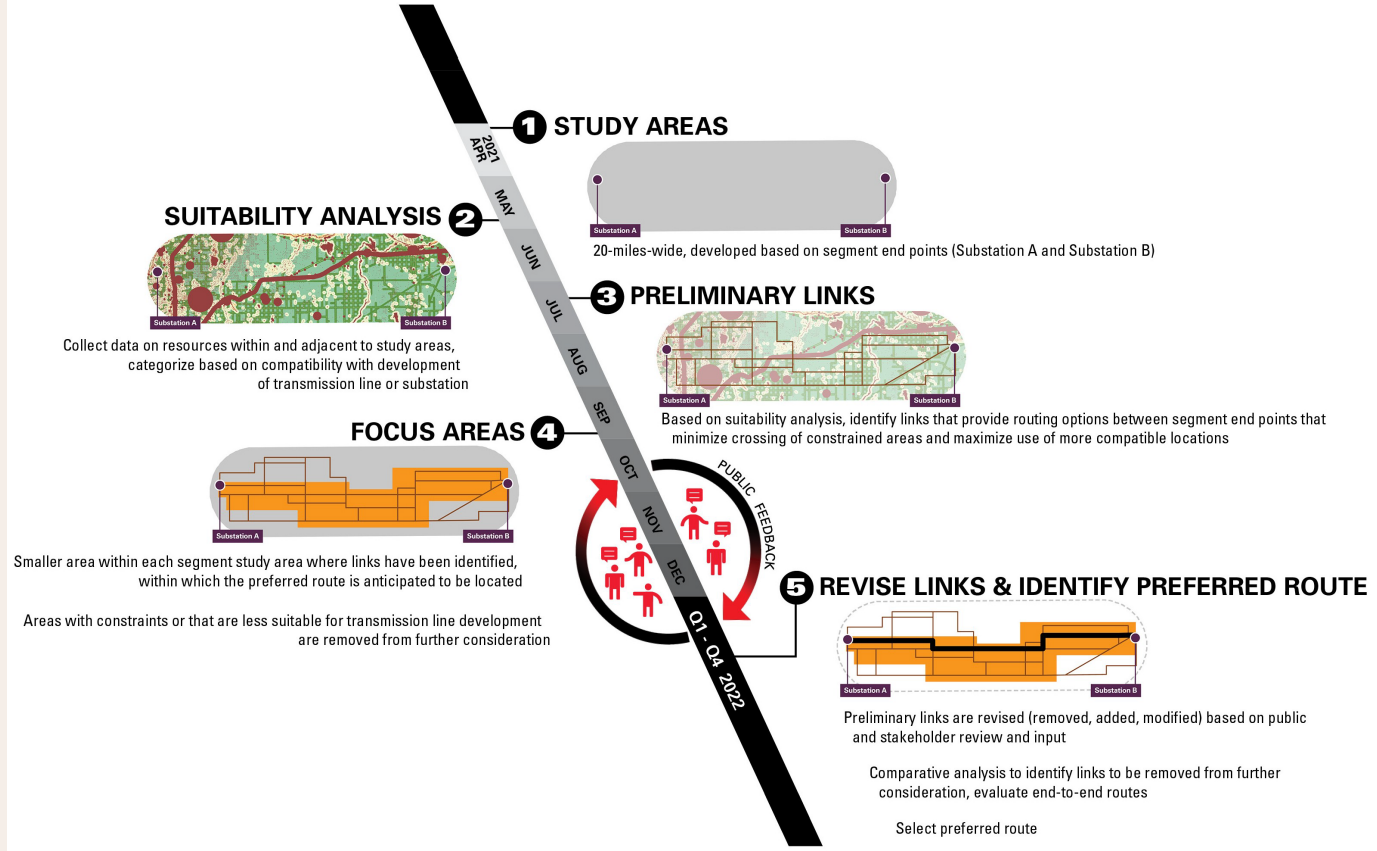 1 STUDY AREAS
Substation A
Substation B
20-miles-wide, developed based on segment end points (Substation A and Substation B)
2021
APR
MAY
SUITABILITY ANALYSIS 2
Substation A
Substation B
Collect data on resources within and adjacent to study areas,
categorize based on compatibility with development
of transmission line or substation
JUN
JUL
3 PRELIMINARY LINKS
Substation A
Substation B
Based on suitability analysis, identify links that provide routing options between segment end points that
minimize crossing of constrained areas and maximize use of more compatible locations
AUG
SEP
FOCUS AREAS 4
Substation A
Substation B
Smaller area within each segment study area where links have been identified,
within which the preferred route is anticipated to be located
Areas with constraints or that are less suitable for transmission line development
are removed from further consideration
OCT
NOV
DEC
PUBLIC FEEDBACK
Q1 - Q4 2022
5 REVISE LINKS & IDENTIFY PREFERRED ROUTE
Substation A
Substation B
Preliminary links are revised (removed, added, modified) based on public
and stakeholder review and input
Comparative analysis to identify links to be removed from further
consideration, evaluate end-to-end routes
Select preferred route